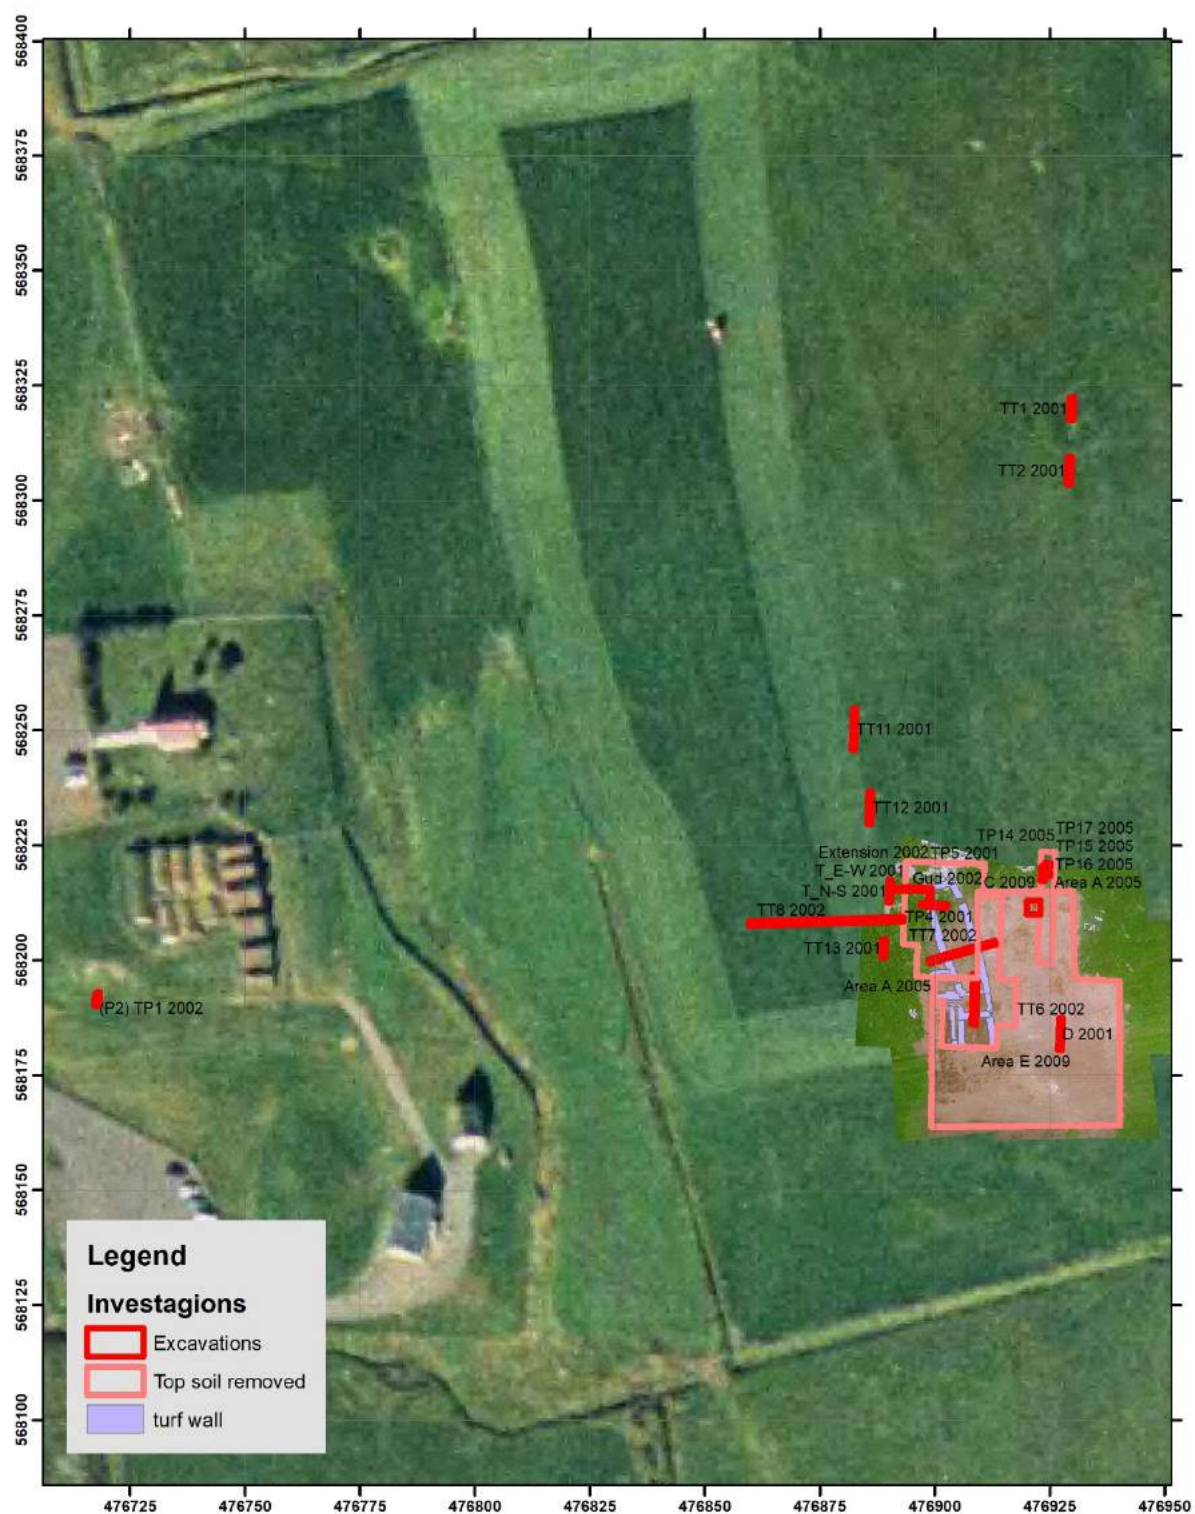 568400
568375
568350
568325
568300
568275
568250
568225
568200
568175
568150
568125
568100
TT1 2001
TT2 2001
TT11 2001
TT12 2001
TP14 2005
TP17 2005
TP15 2005
TP16 2005
Area A 2005
Extension 2002
TP5 2001
T_E-W 2001
Gud 2002
C 2009
T_N-S 2001
TT8 2002
TP4 2001
TT7 2002
TT13 2001
Area A 2005
(P2) TP1 2002
TT6 2002
D 2001
Area E 2009
Legend
Investagions
Excavations
Top soil removed
turf wall
476725 476750 476775 476800 476825 476850 476875 476900 476925 476950